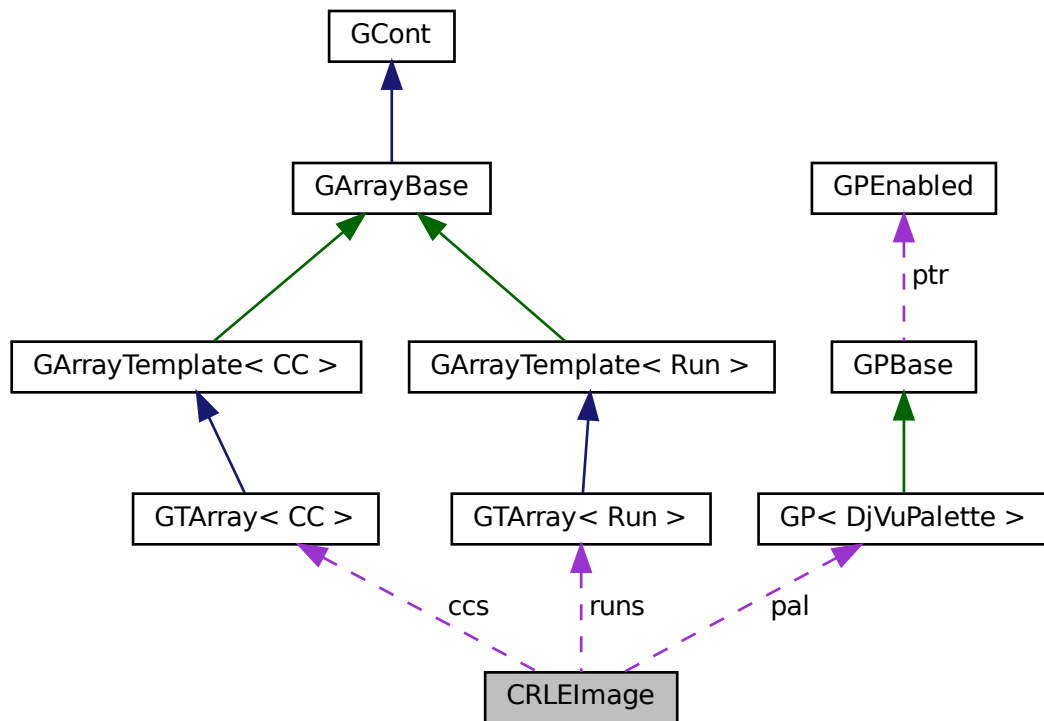 GCont
GArrayBase
GPEnabled
ptr
GArrayTemplate< CC >
GArrayTemplate< Run >
GPBase
GTArray< CC >
GTArray< Run >
GP< DjVuPalette >
ccs
runs
pal
CRLEImage